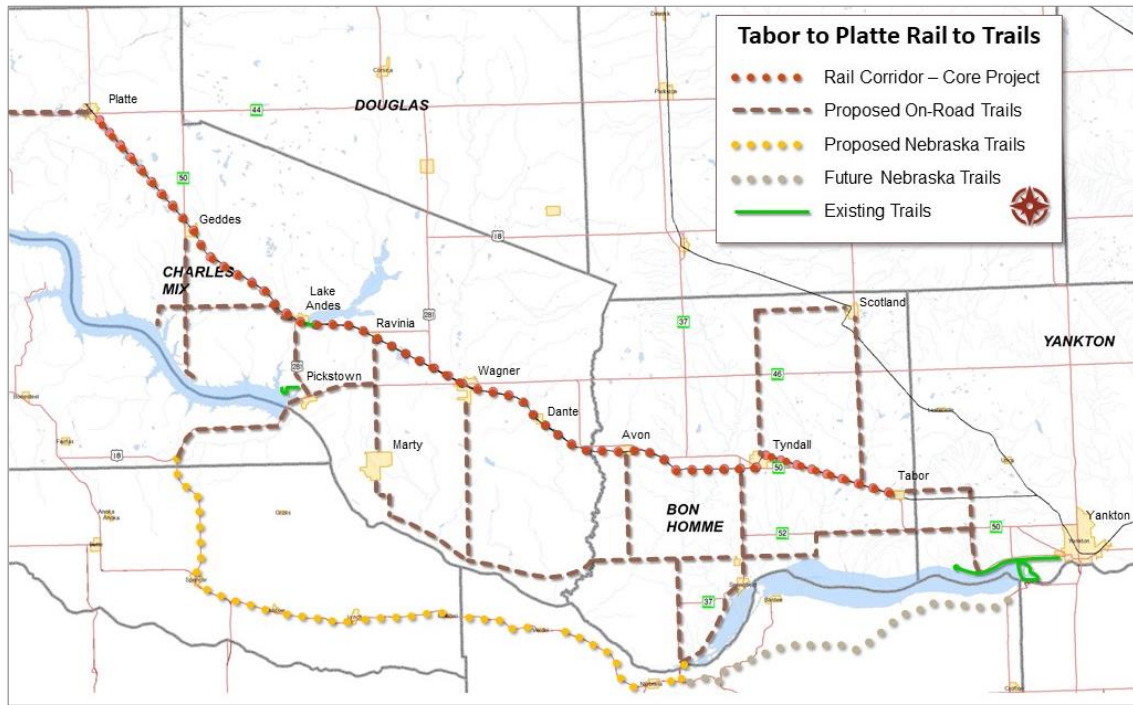 Tabor to Platte Rail to Trails
Rail Corridor – Core Project
Proposed On-Road Trails
Proposed Nebraska Trails
Future Nebraska Trails
Existing Trails
Platte
44
DOUGLAS
50
Geddes
18
CHARLES
MIX
Lake
Andes
Ravinia
281
37
Scotland
YANKTON
281
Pickstown
Wagner
46
Dante
Marty
Avon
Tyndall
50
Tabor
18
BON
HOMME
52
50
Yankton
37